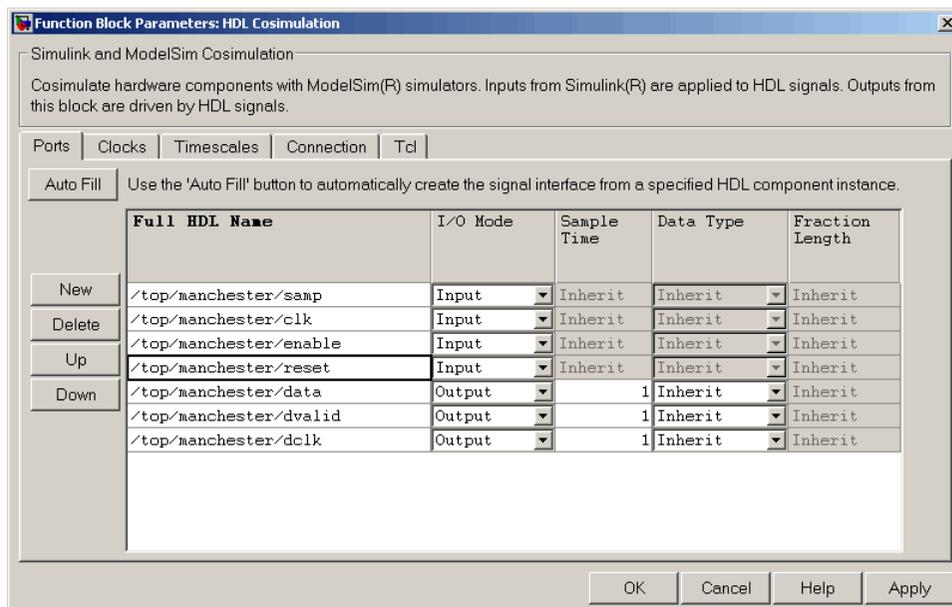 Function Block Parameters: HDL Cosimulation
Simulink and ModelSim Cosimulation
Cosimulate hardware components with ModelSim(R) simulators. Inputs from Simulink(R) are applied to HDL signals. Outputs from
this block are driven by HDL signals.
Ports Clocks Timescales Connection Tcl
Auto Fill Use the 'Auto Fill' button to automatically create the signal interface from a specified HDL component instance.
Full HDL Name I/O Mode Sample Data Type Fraction
Time Length
New /top/manchester/samp Input Inherit Inherit Inherit
Delete /top/manchester/clk Input Inherit Inherit Inherit
/top/manchester/enable Input Inherit Inherit Inherit
Up /top/manchester/reset Input Inherit Inherit Inherit
Down /top/manchester/data Output 1 Inherit Inherit
/top/manchester/dvalid Output 1 Inherit Inherit
/top/manchester/dclk Output 1 Inherit Inherit
OK Cancel Help Apply